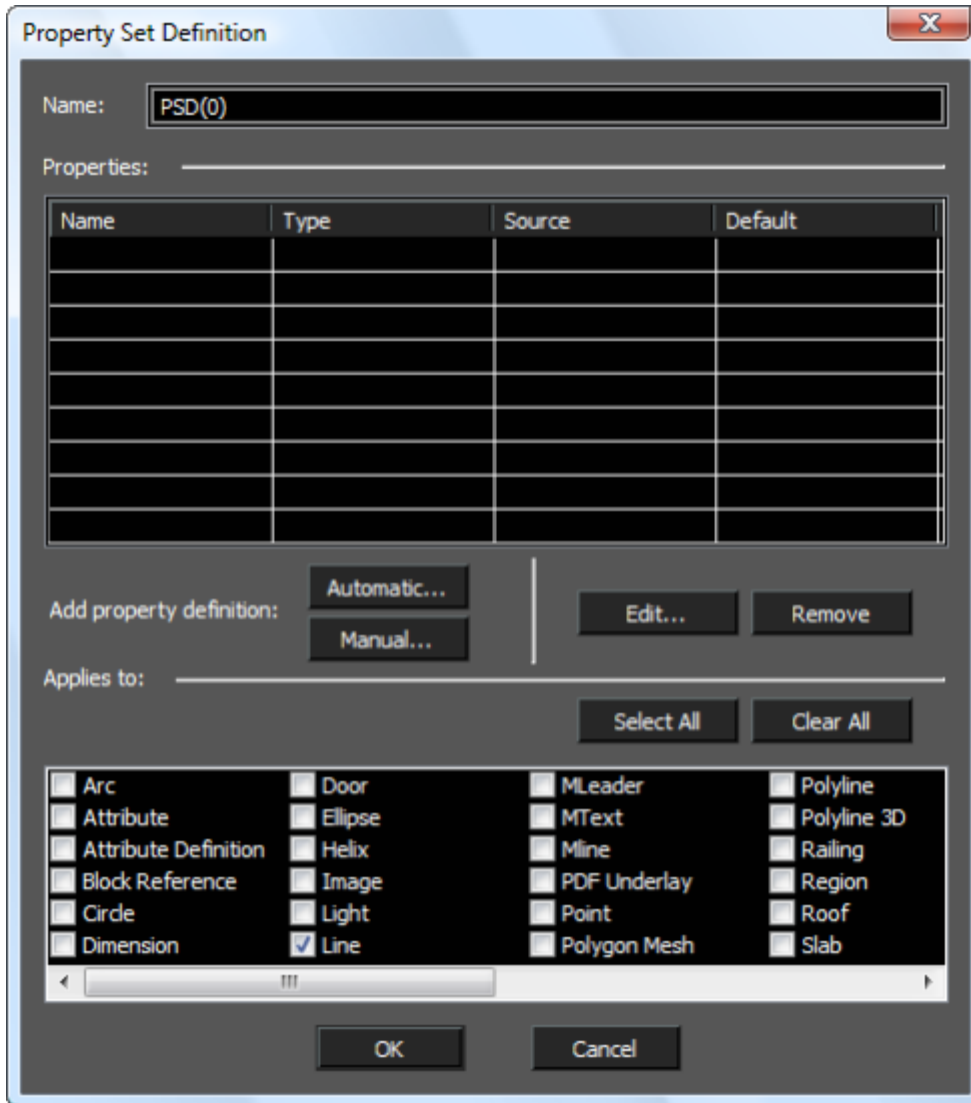 Property Set Definition
Name: PSD(0)
Properties:
Name Type Source Default
Add property definition: Automatic... Manual... Edit... Remove
Applies to:
Select All Clear All
Arc Door MLeader Polyline
Attribute Ellipse MText Polyline 3D
Attribute Definition Helix Mline Railing
Block Reference Image PDF Underlay Region
Circle Light Point Roof
Dimension Line Polygon Mesh Slab
OK Cancel